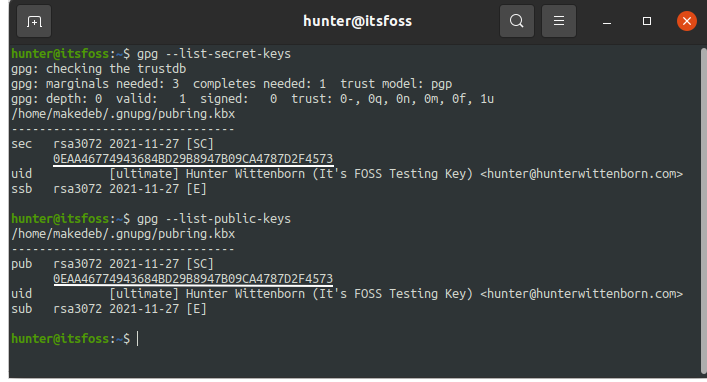 hunter@itsfoss
hunter@itsfoss:~$ gpg --list-secret-keys
gpg: checking the trustdb
gpg: marginals needed: 3  completes needed: 1  trust model: pgp
gpg: depth: 0  valid:   1  signed:   0  trust: 0-, 0q, 0n, 0m, 0f, 1u
/home/makedeb/.gnupg/pubring.kbx
--------------------------------
sec   rsa3072 2021-11-27 [SC]
      0EAA46774943684BD29B8947B09CA4787D2F4573
uid           [ultimate] Hunter Wittenborn (It's FOSS Testing Key) <hunter@hunterwittenborn.com>
ssb   rsa3072 2021-11-27 [E]
hunter@itsfoss:~$ gpg --list-public-keys
/home/makedeb/.gnupg/pubring.kbx
--------------------------------
pub   rsa3072 2021-11-27 [SC]
      0EAA46774943684BD29B8947B09CA4787D2F4573
uid           [ultimate] Hunter Wittenborn (It's FOSS Testing Key) <hunter@hunterwittenborn.com>
sub   rsa3072 2021-11-27 [E]
hunter@itsfoss:~$